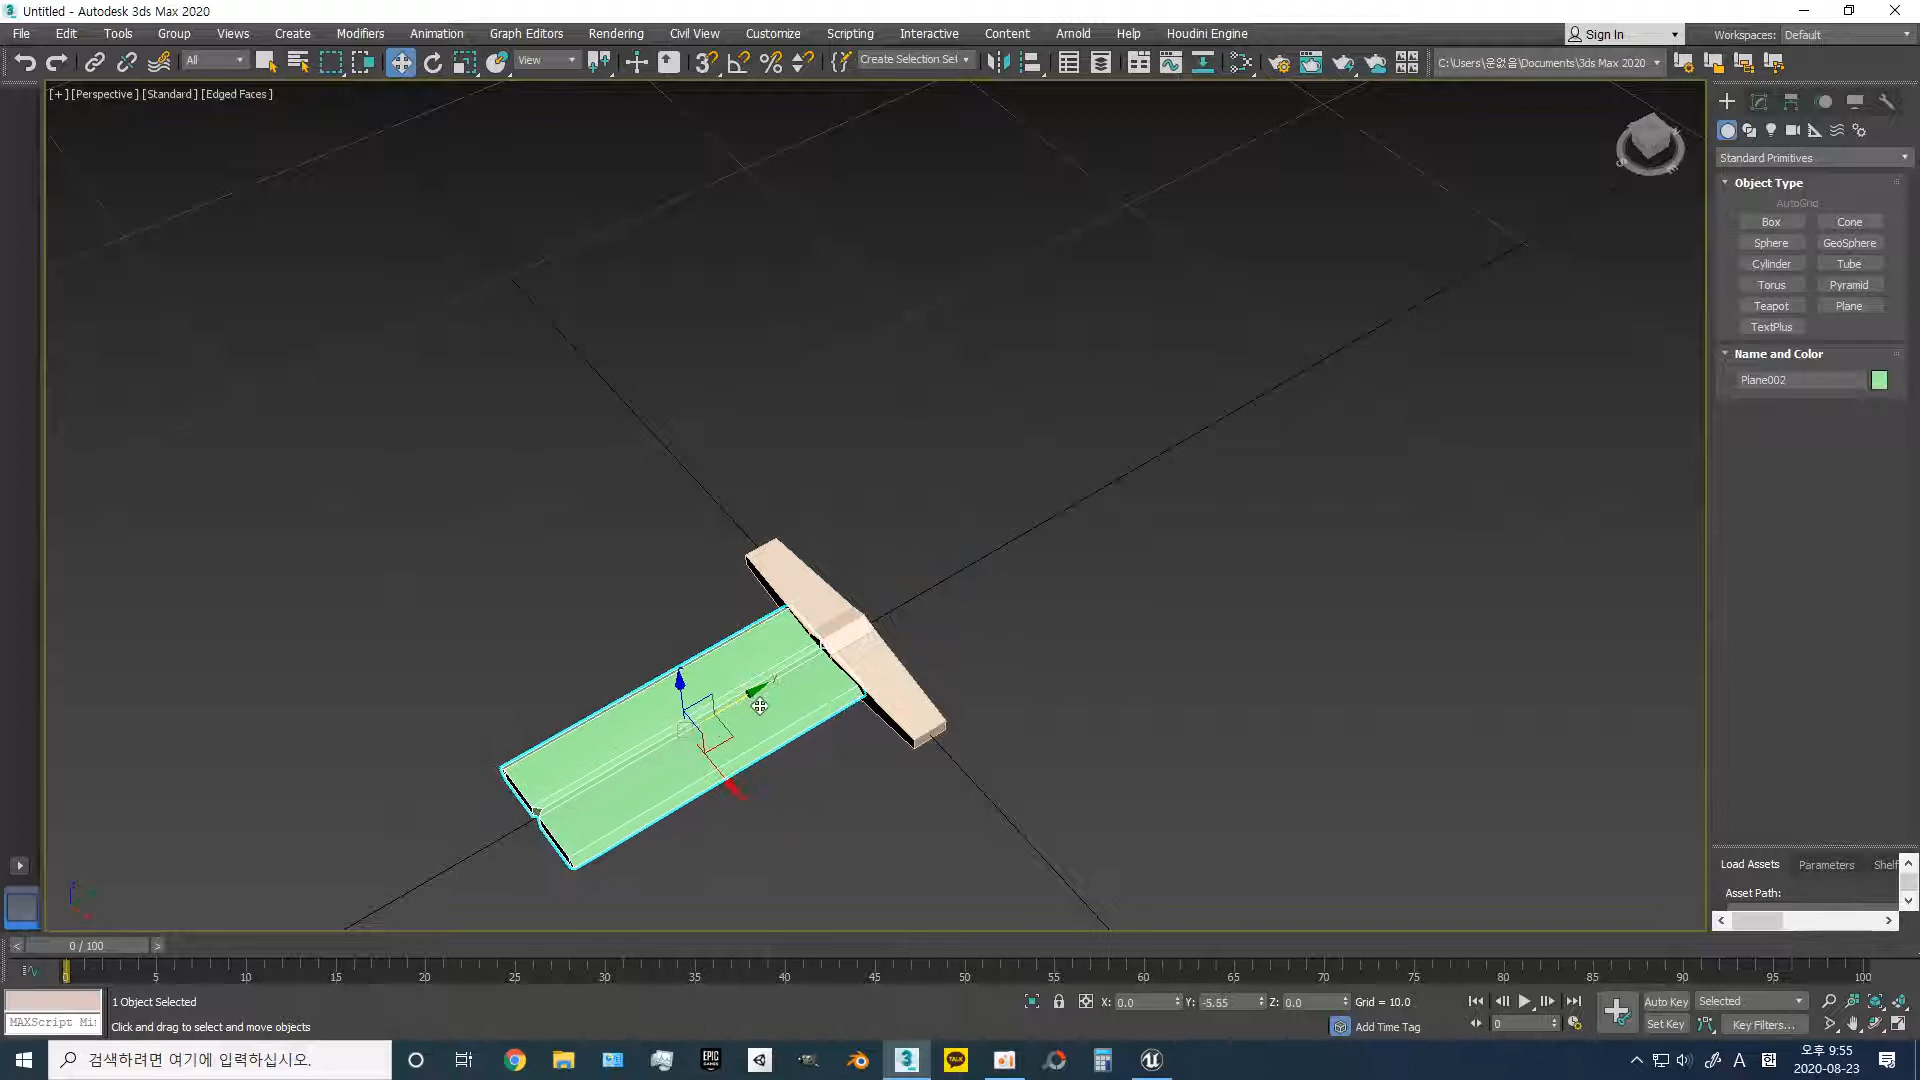 Untitled - Autodesk 3ds Max 2020
File Edit Tools Group Views Create Modifiers Animation Graph Editors Rendering Civil View Customize Scripting Interactive Content Arnold Help Houdini Engine Sign In Workspaces: Default
All View Create Selection Set C:\Users\운없음\Documents\3ds Max 2020
[+] [Perspective] [Standard] [Edged Faces]
Standard Primitives
Object Type
AutoGrid
Box Cone
Sphere GeoSphere
Cylinder Tube
Torus Pyramid
Teapot Plane
TextPlus
Name and Color
Plane002
Load Assets Parameters Shelf
Asset Path:
< 0 / 100 >
0 5 10 15 20 25 30 35 40 45 50 55 60 65 70 75 80 85 90 95 100
1 Object Selected X: 0.0 Y: -5.55 Z: 0.0 Grid = 10.0 Auto Key Selected
MAXScript Mi Click and drag to select and move objects Add Time Tag 0 Set Key Key Filters...
검색하려면 여기에 입력하십시오. EPIC GAMES TALK A 오후 9:55
2020-08-23